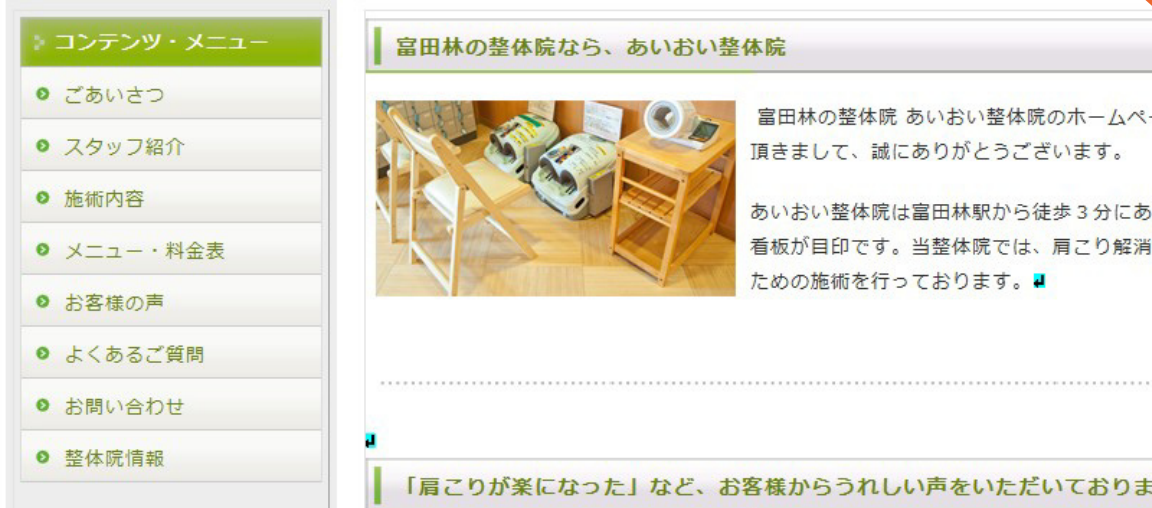 コンテンツ・メニュー
ごあいさつ
スタッフ紹介
施術内容
メニュー・料金表
お客様の声
よくあるご質問
お問い合わせ
整体院情報
富田林の整体院なら、あいおい整体院
富田林の整体院 あいおい整体院のホームペー
頂きまして、誠にありがとうございます。
あいおい整体院は富田林駅から徒歩３分にあ
看板が目印です。当整体院では、肩こり解消
ための施術を行っております。
「肩こりが楽になった」など、お客様からうれしい声をいただいておりま